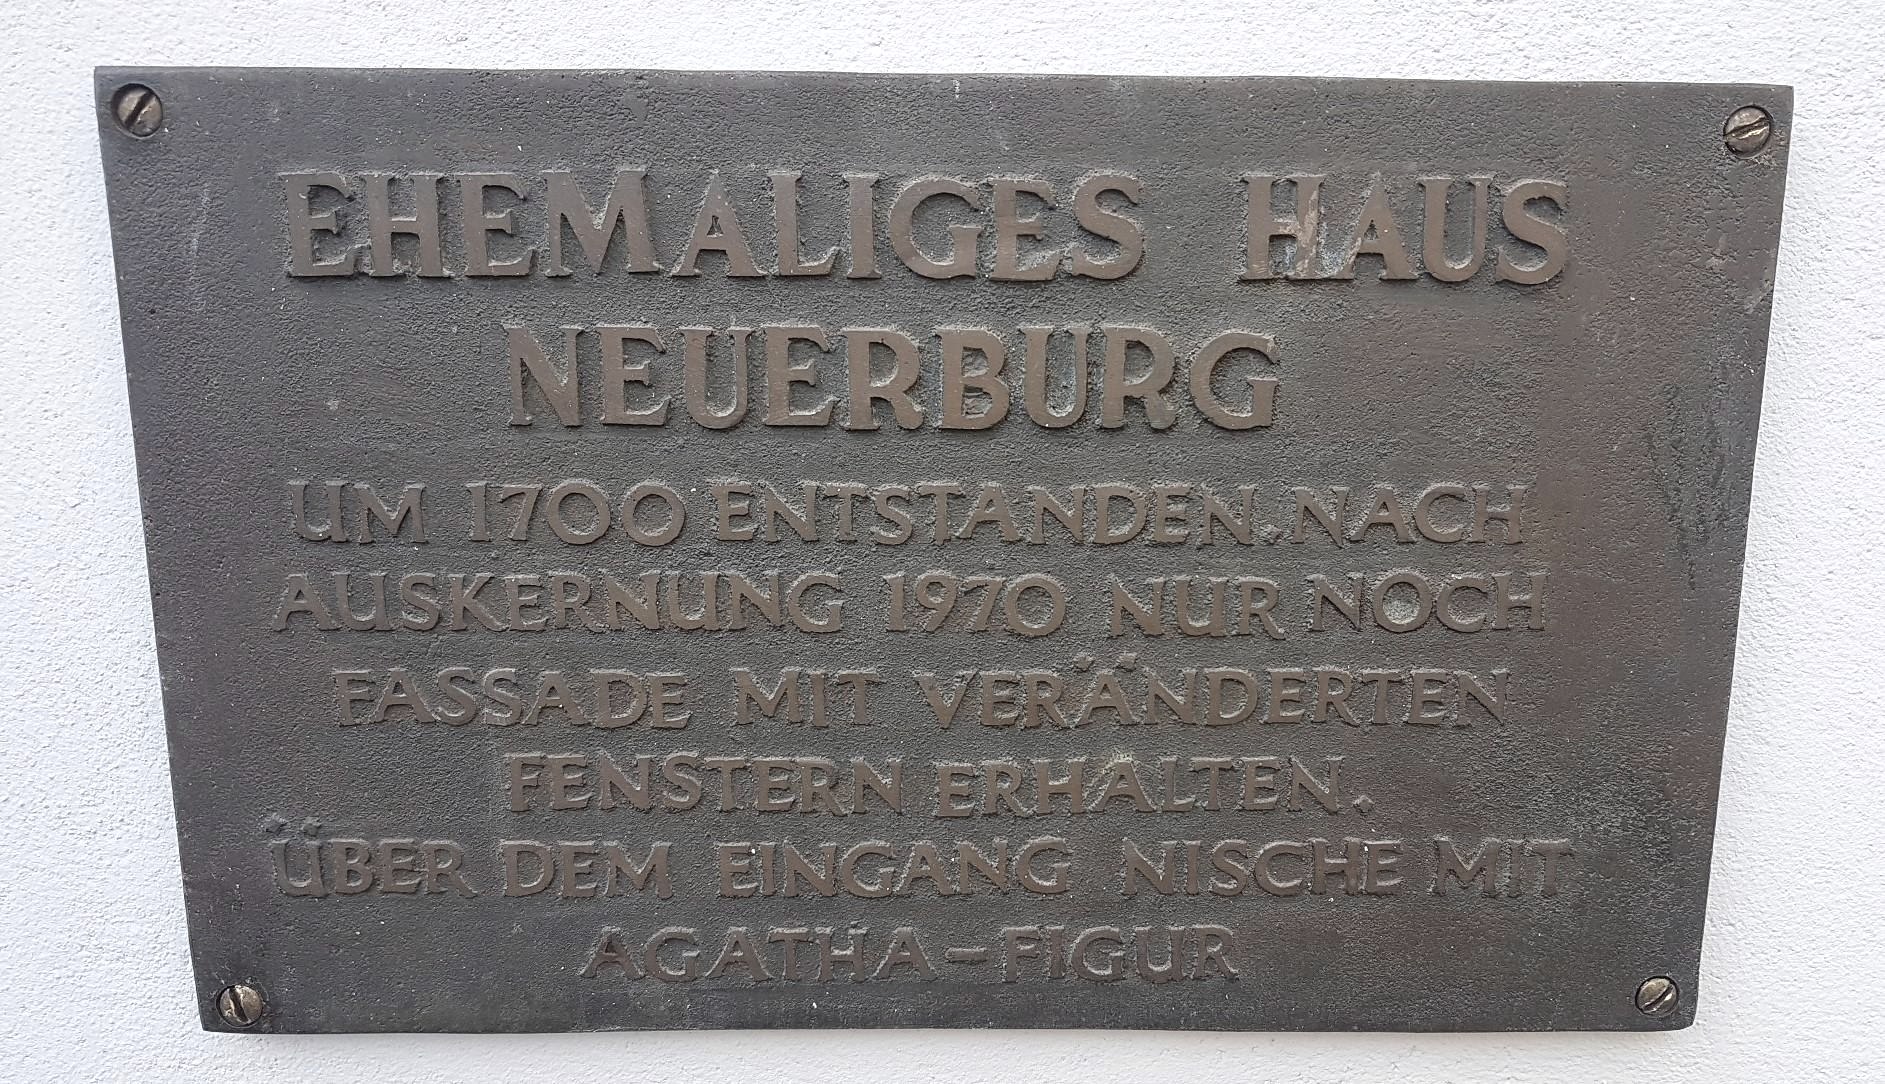 EHEMALIGES HAUS
NEUERBURG
UM 1700 ENTSTANDEN. NACH
AUSKERNUNG 1970 NUR NOCH
FASSADE MIT VERÄNDERTEN
FENSTERN ERHALTEN.
ÜBER DEM EINGANG NISCHE MIT
AGATHA-FIGUR